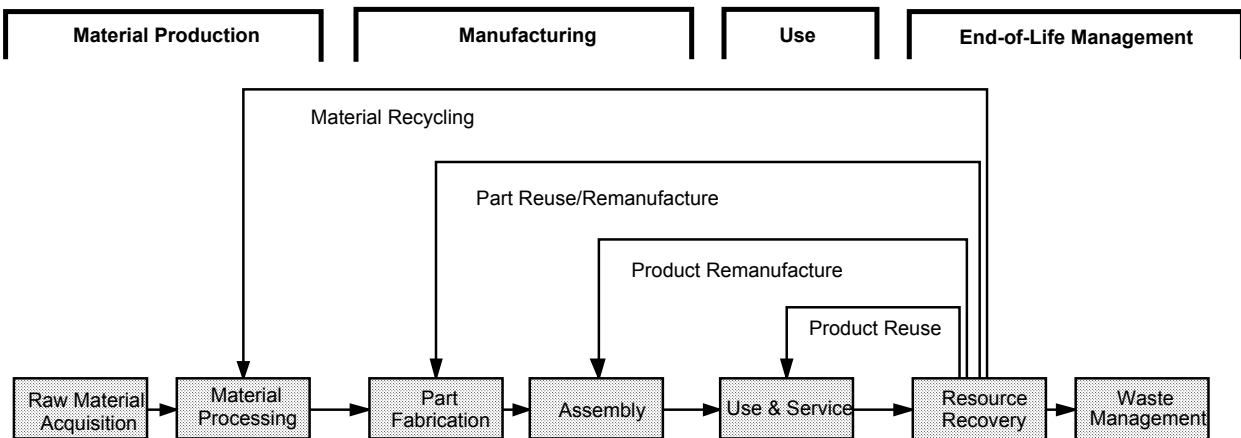 Material Production
Manufacturing
Use
End-of-Life Management
Material Recycling
Part Reuse/Remanufacture
Product Remanufacture
Product Reuse
Raw Material
Acquisition
Material
Processing
Part
Fabrication
Assembly
Use & Service
Resource
Recovery
Waste
Management